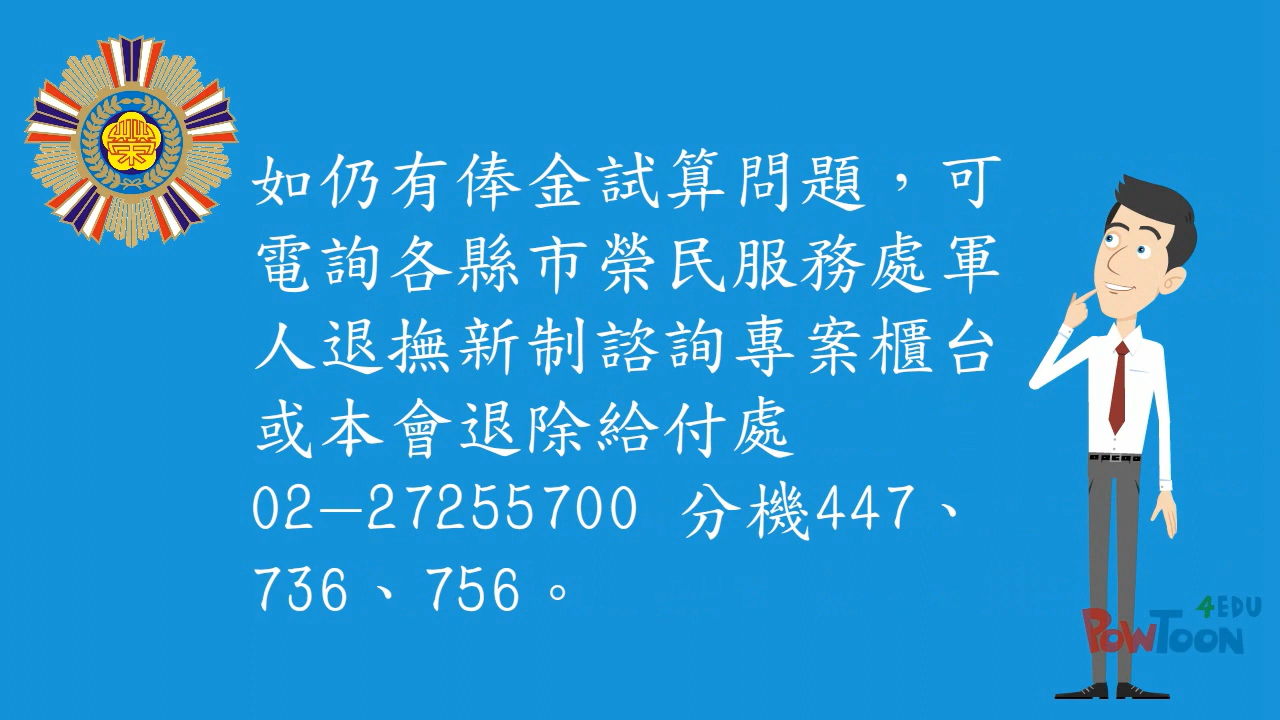 榮
如仍有俸金試算問題，可
電詢各縣市榮民服務處軍
人退撫新制諮詢專案櫃台
或本會退除給付處
02—27255700 分機447、
736、756。
4EDU
POWTOON